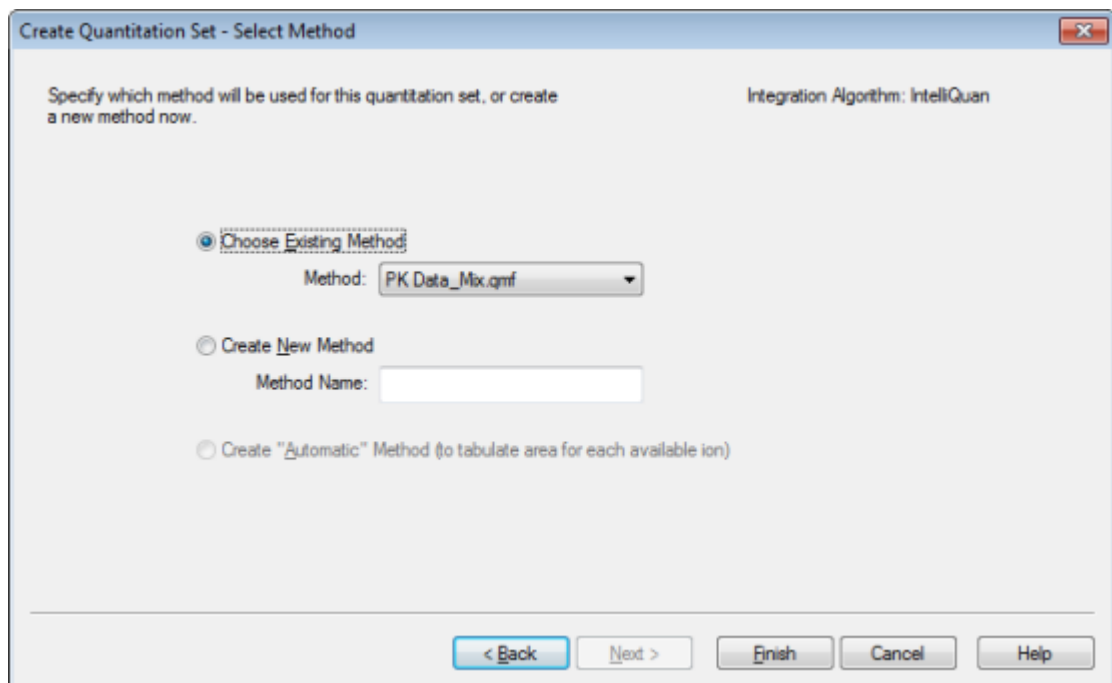 Create Quantitation Set - Select Method
Specify which method will be used for this quantitation set, or create
a new method now.
Integration Algorithm: IntelliQuan
Choose Existing Method
Method: PK Data_Mix.qmf
Create New Method
Method Name:
Create "Automatic" Method (to tabulate area for each available ion)
< Back Next > Finish Cancel Help